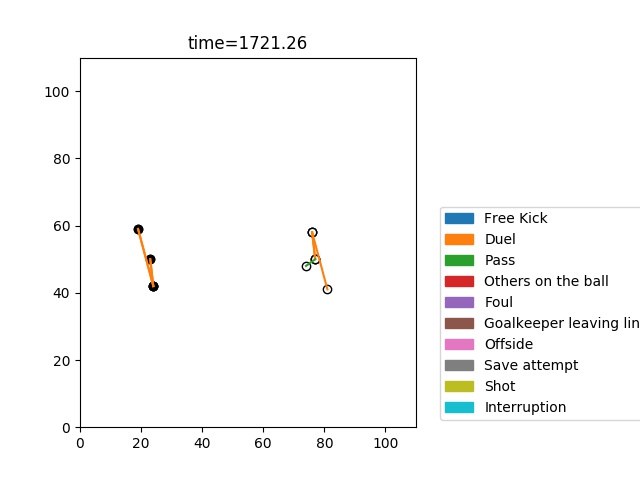 time=1721.26
100
80
60
40
20
0
0 20 40 60 80 100
Free Kick
Duel
Pass
Others on the ball
Foul
Goalkeeper leaving lin
Offside
Save attempt
Shot
Interruption